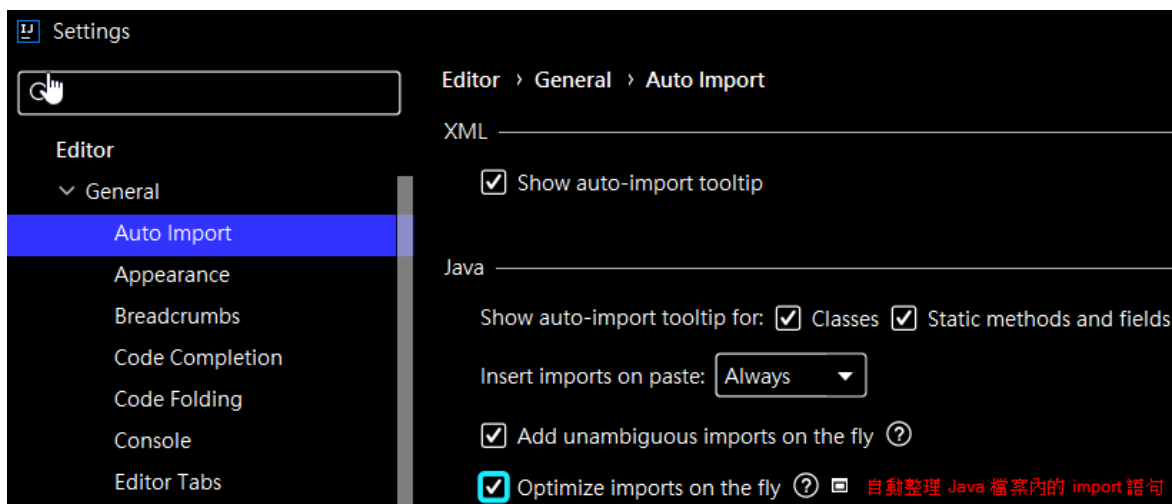 IJ Settings
Editor
General
Auto Import
Appearance
Breadcrumbs
Code Completion
Code Folding
Console
Editor Tabs
Editor › General › Auto Import
XML
Show auto-import tooltip
Java
Show auto-import tooltip for: Classes Static methods and fields
Insert imports on paste: Always
Add unambiguous imports on the fly ?
Optimize imports on the fly ? 自動整理 Java 檔案內的 import 語句